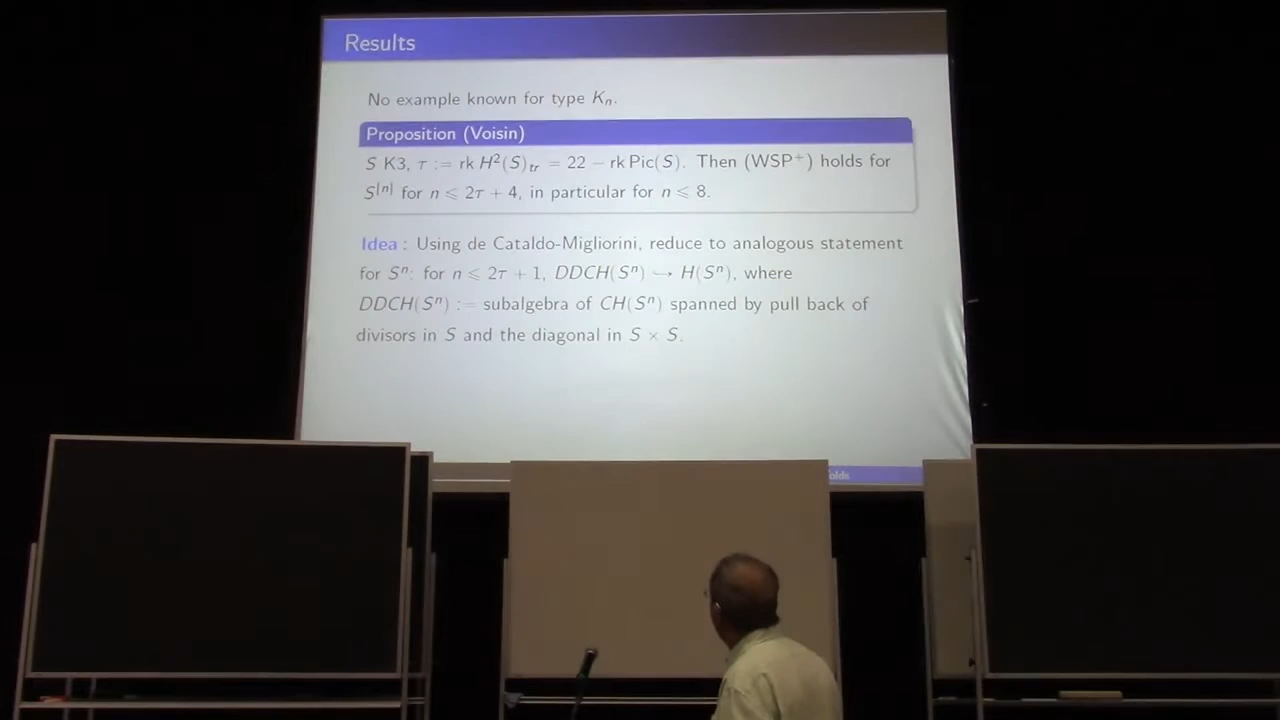 Results
No example known for type Kₙ.
Proposition (Voisin)
S K3, τ := rk H²(S)ₜᵣ = 22 − rk Pic(S). Then (WSP⁺) holds for
S^[n] for n ⩽ 2τ + 4, in particular for n ⩽ 8.
Idea : Using de Cataldo-Migliorini, reduce to analogous statement
for Sⁿ: for n ⩽ 2τ + 1, DDCH(Sⁿ) ↪ H(Sⁿ), where
DDCH(Sⁿ) := subalgebra of CH(Sⁿ) spanned by pull back of
divisors in S and the diagonal in S × S.
olds